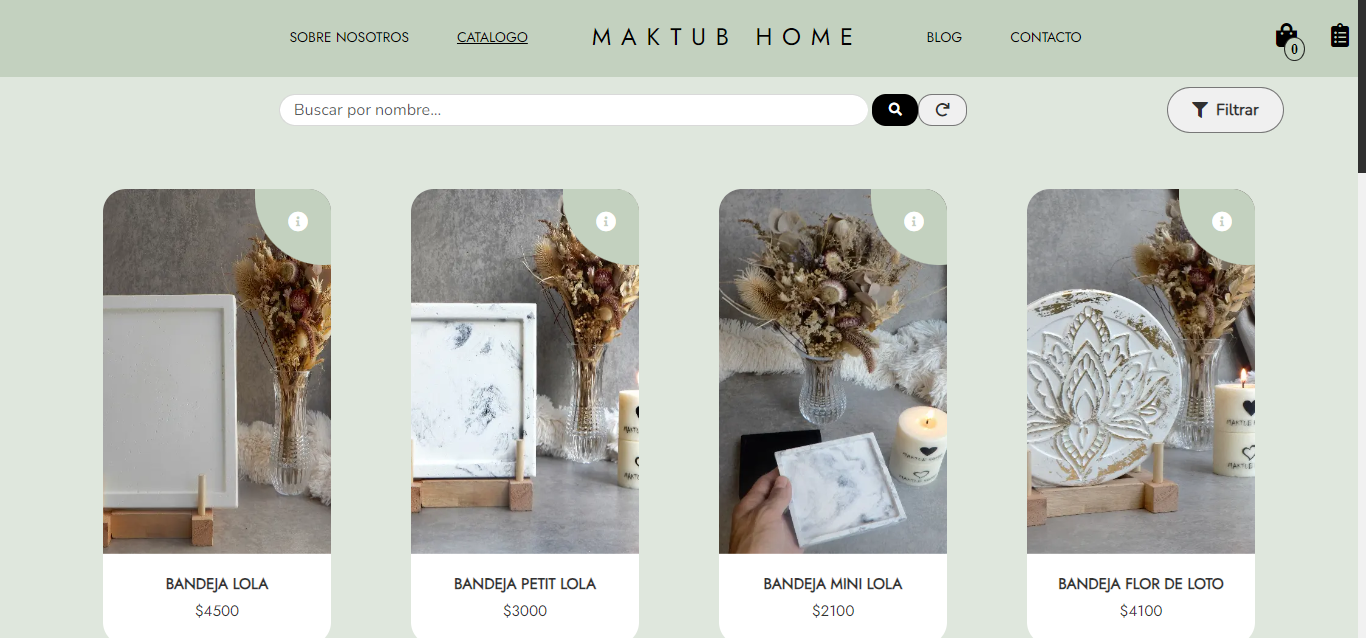 SOBRE NOSOTROS CATALOGO MAKTUB HOME BLOG CONTACTO
0
Buscar por nombre... Filtrar
BANDEJA LOLA
$4500
BANDEJA PETIT LOLA
$3000
BANDEJA MINI LOLA
$2100
BANDEJA FLOR DE LOTO
$4100